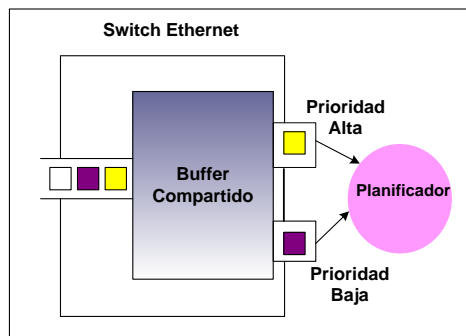 Switch Ethernet
Prioridad
Alta
Buffer
Compartido
Planificador
Prioridad
Baja